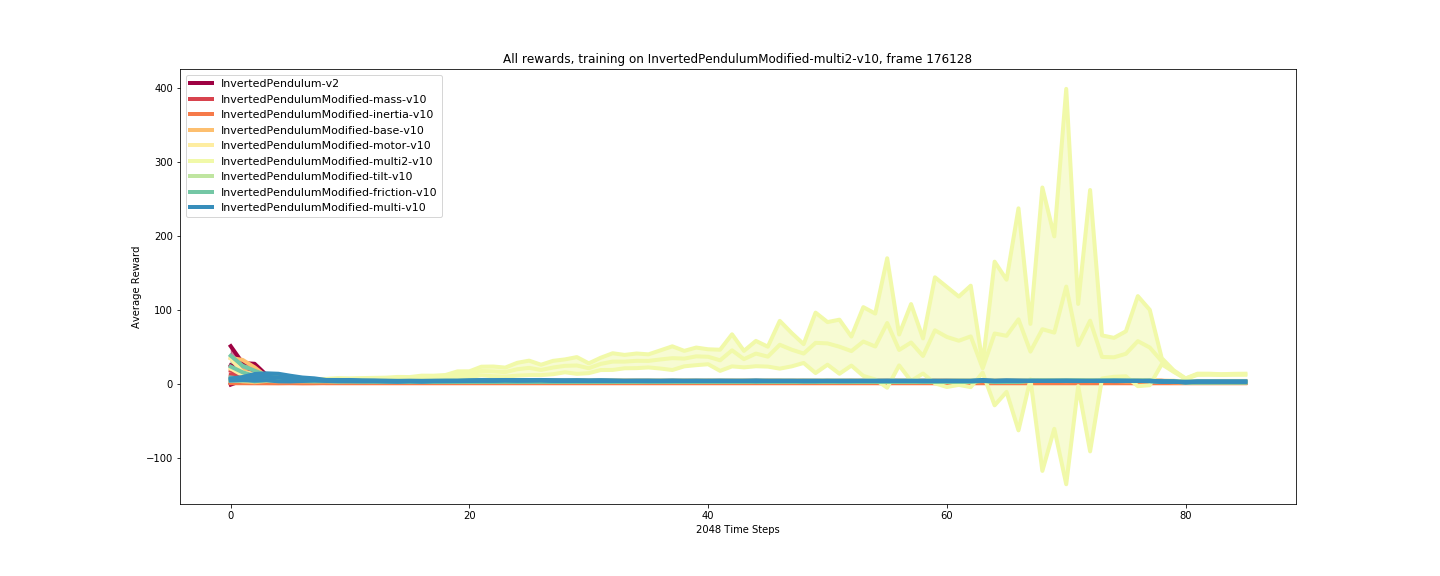 All rewards, training on InvertedPendulumModified-multi2-v10, frame 176128
InvertedPendulum-v2
InvertedPendulumModified-mass-v10
InvertedPendulumModified-inertia-v10
InvertedPendulumModified-base-v10
InvertedPendulumModified-motor-v10
InvertedPendulumModified-multi2-v10
InvertedPendulumModified-tilt-v10
InvertedPendulumModified-friction-v10
InvertedPendulumModified-multi-v10
Average Reward
400
300
200
100
0
−100
0 20 40 60 80
2048 Time Steps